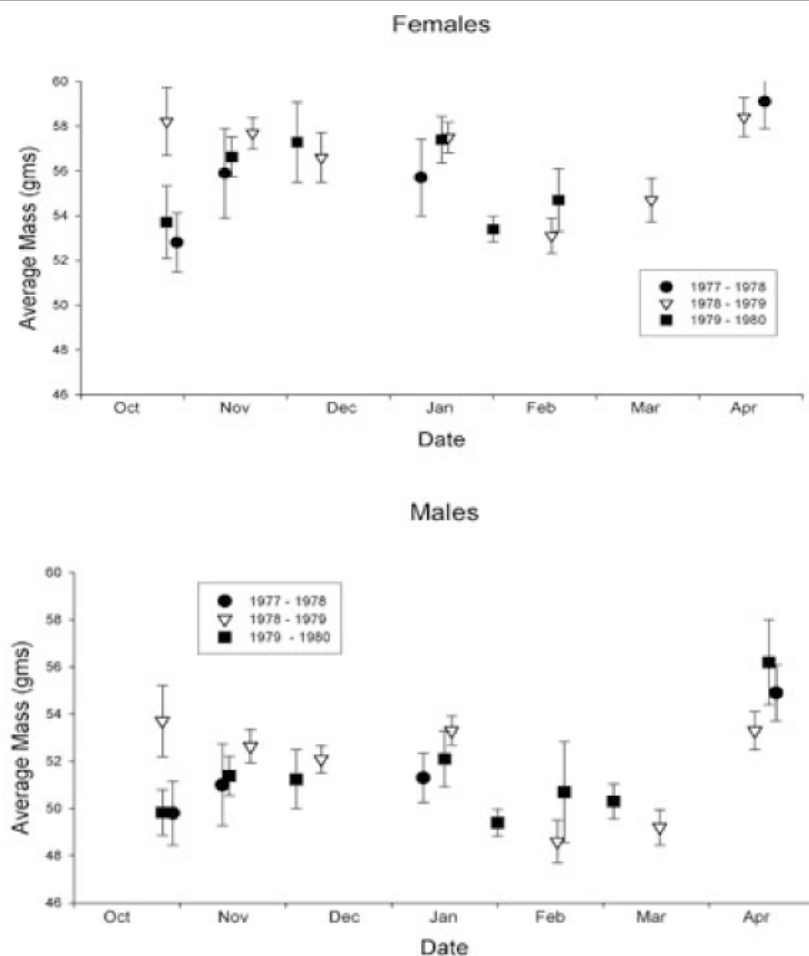 Females
60
58
56
54
52
50
48
46
Average Mass (gms)
1977 - 1978
1978 - 1979
1979 - 1980
Oct Nov Dec Jan Feb Mar Apr
Date
Males
60
58
56
54
52
50
48
46
Average Mass (gms)
1977 - 1978
1978 - 1979
1979 - 1980
Oct Nov Dec Jan Feb Mar Apr
Date